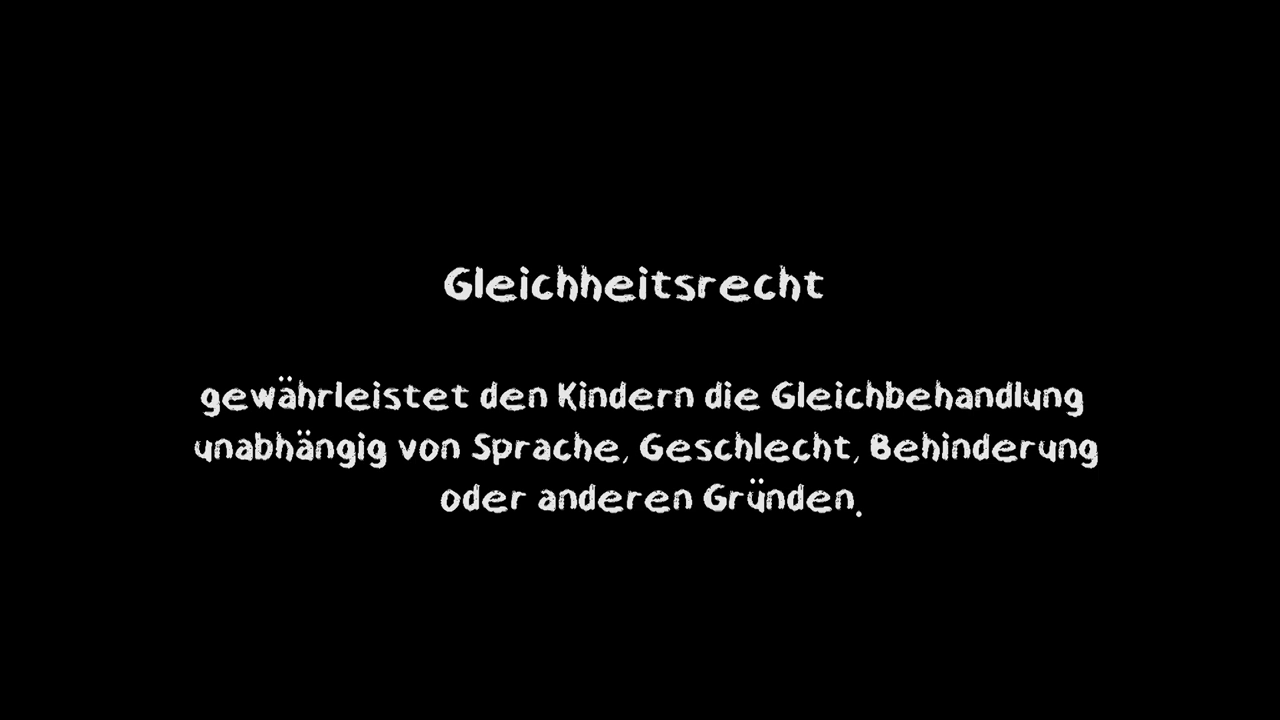 Gleichheitsrecht
gewährleistet den Kindern die Gleichbehandlung
unabhängig von Sprache, Geschlecht, Behinderung
oder anderen Gründen.